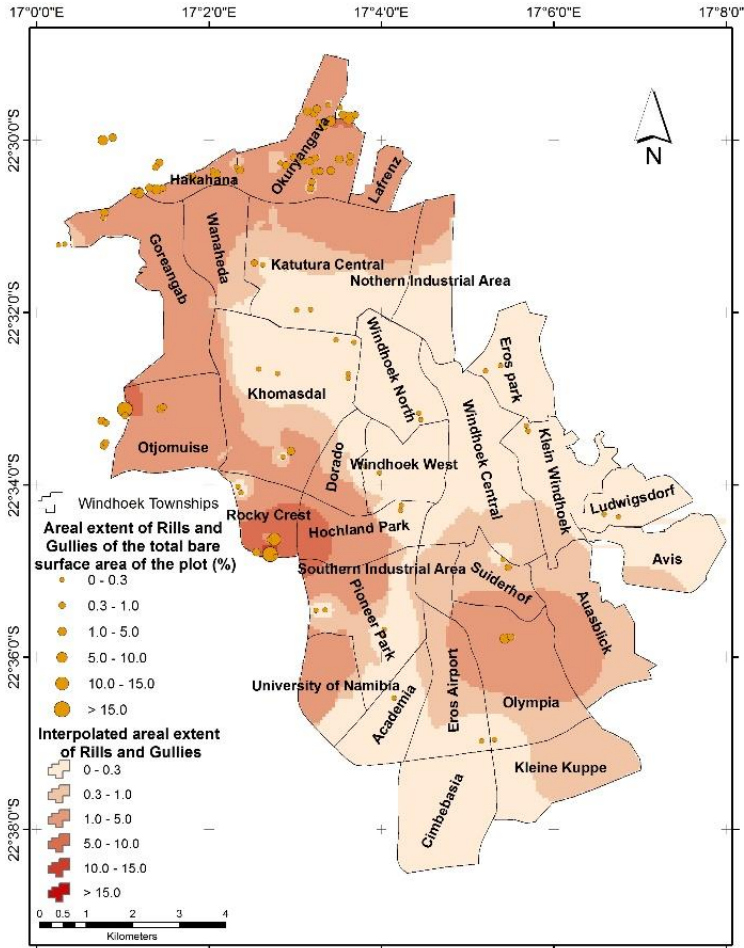 17°0'0"E 17°2'0"E 17°4'0"E 17°6'0"E 17°8'0"E
22°30'0"S
N
Okuryangava
Lafrenz
Hakahana
Goreangab
Wanaheda
Katutura Central
Nothern Industrial Area
22°32'0"S
Windhoek North
Eros park
Khomasdal
Otjomuise
Dorado
Windhoek West
Windhoek Central
Klein Windhoek
22°34'0"S
Ludwigsdorf
Windhoek Townships
Rocky Crest
Hochland Park
Avis
Areal extent of Rills and
Gullies of the total bare
surface area of the plot (%)
0 - 0.3
0.3 - 1.0
1.0 - 5.0
5.0 - 10.0
10.0 - 15.0
> 15.0
Southern Industrial Area
Suiderhof
Pioneer Park
Auasblick
22°36'0"S
University of Namibia
Academia
Eros Airport
Olympia
Interpolated areal extent
of Rills and Gullies
0 - 0.3
0.3 - 1.0
1.0 - 5.0
5.0 - 10.0
10.0 - 15.0
> 15.0
Kleine Kuppe
Cimbebasia
22°38'0"S
0 0.5 1 2 3 4
Kilometers